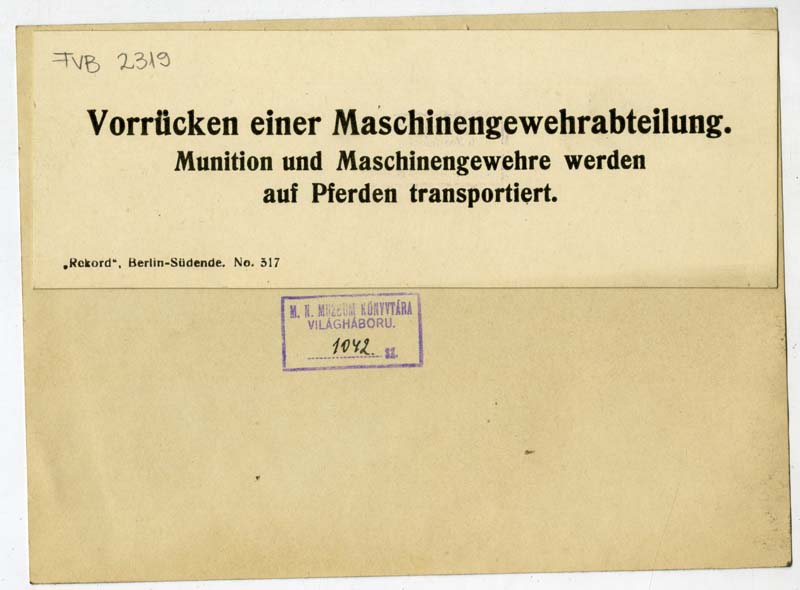 FVB 2319
Vorrücken einer Maschinengewehrabteilung.
Munition und Maschinengewehre werden
auf Pferden transportiert.
„Rekord“, Berlin-Südende. No. 317
M. N. MUZEUM KÖNYVTÁRA
VILÁGHÁBORU.
1042. SZ.